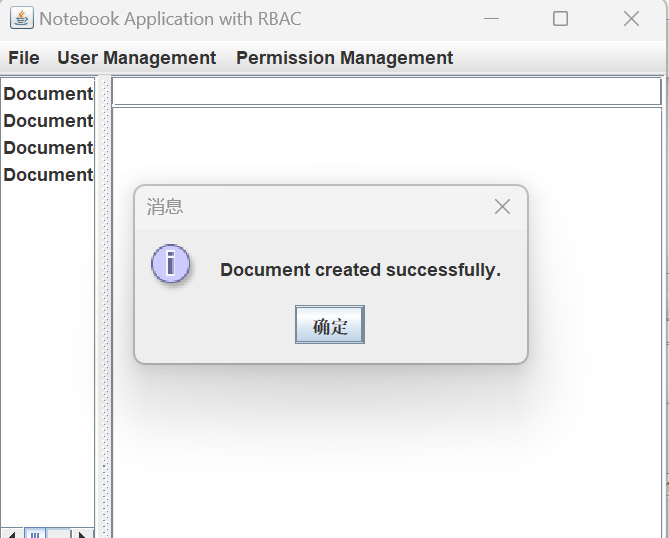 Notebook Application with RBAC
File User Management Permission Management
Document
Document
Document
Document
消息
Document created successfully.
确定